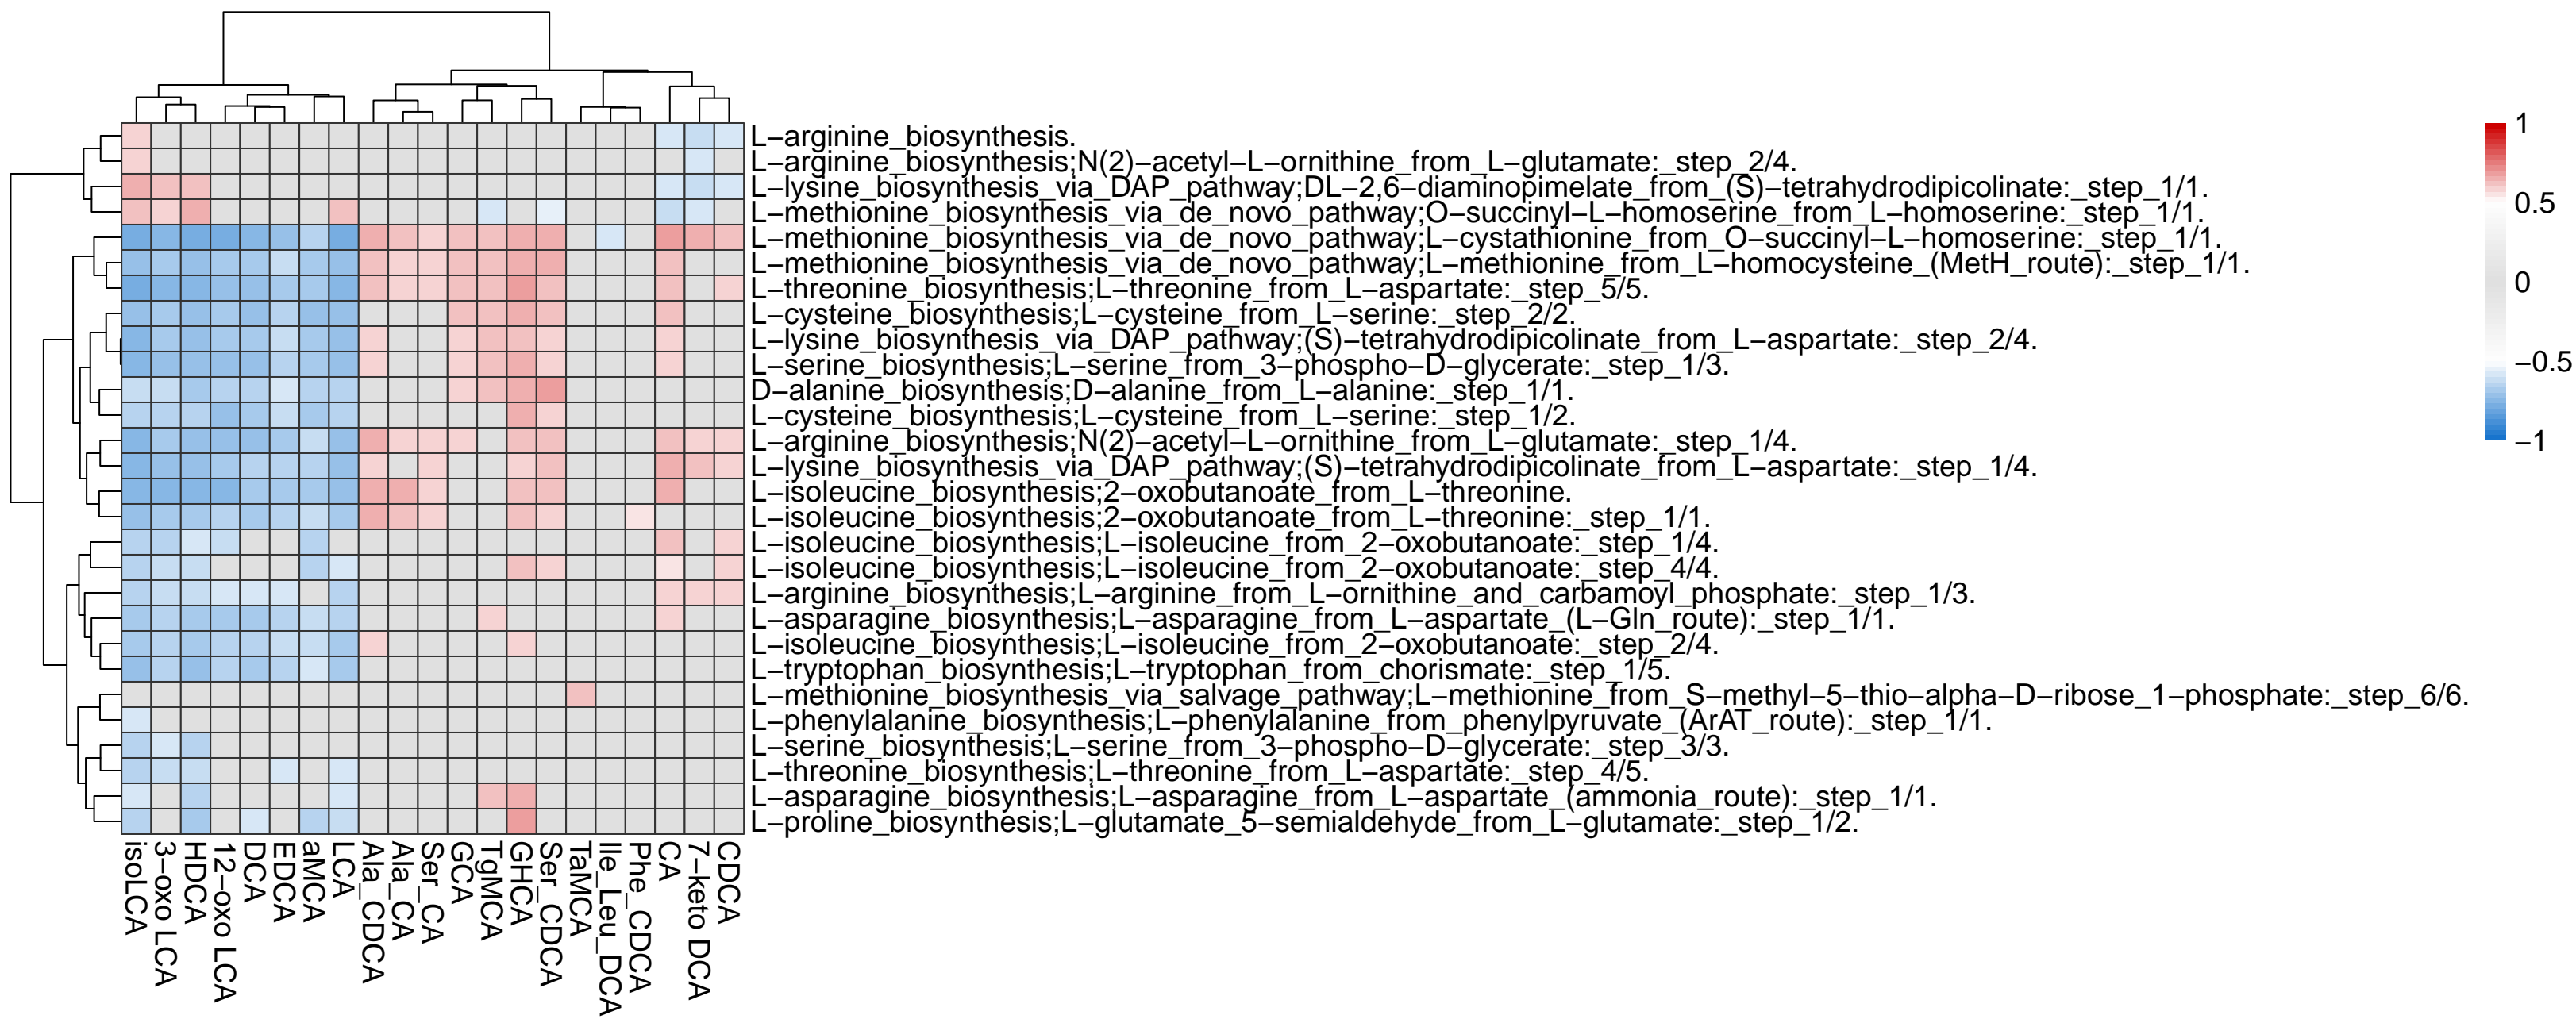 L−arginine_biosynthesis.
L−arginine_biosynthesis;N(2)−acetyl−L−ornithine_from_L−glutamate:_step_2/4.
L−lysine_biosynthesis_via_DAP_pathway;DL−2,6−diaminopimelate_from_(S)−tetrahydrodipicolinate:_step_1/1.
L−methionine_biosynthesis_via_de_novo_pathway;O−succinyl−L−homoserine_from_L−homoserine:_step_1/1.
L−methionine_biosynthesis_via_de_novo_pathway;L−cystathionine_from_O−succinyl−L−homoserine:_step_1/1.
L−methionine_biosynthesis_via_de_novo_pathway;L−methionine_from_L−homocysteine_(MetH_route):_step_1/1.
L−threonine_biosynthesis;L−threonine_from_L−aspartate:_step_5/5.
L−cysteine_biosynthesis;L−cysteine_from_L−serine:_step_2/2.
L−lysine_biosynthesis_via_DAP_pathway;(S)−tetrahydrodipicolinate_from_L−aspartate:_step_2/4.
L−serine_biosynthesis;L−serine_from_3−phospho−D−glycerate:_step_1/3.
D−alanine_biosynthesis;D−alanine_from_L−alanine:_step_1/1.
L−cysteine_biosynthesis;L−cysteine_from_L−serine:_step_1/2.
L−arginine_biosynthesis;N(2)−acetyl−L−ornithine_from_L−glutamate:_step_1/4.
L−lysine_biosynthesis_via_DAP_pathway;(S)−tetrahydrodipicolinate_from_L−aspartate:_step_1/4.
L−isoleucine_biosynthesis;2−oxobutanoate_from_L−threonine.
L−isoleucine_biosynthesis;2−oxobutanoate_from_L−threonine:_step_1/1.
L−isoleucine_biosynthesis;L−isoleucine_from_2−oxobutanoate:_step_1/4.
L−isoleucine_biosynthesis;L−isoleucine_from_2−oxobutanoate:_step_4/4.
L−arginine_biosynthesis;L−arginine_from_L−ornithine_and_carbamoyl_phosphate:_step_1/3.
L−asparagine_biosynthesis;L−asparagine_from_L−aspartate_(L−Gln_route):_step_1/1.
L−isoleucine_biosynthesis;L−isoleucine_from_2−oxobutanoate:_step_2/4.
L−tryptophan_biosynthesis;L−tryptophan_from_chorismate:_step_1/5.
L−methionine_biosynthesis_via_salvage_pathway;L−methionine_from_S−methyl−5−thio−alpha−D−ribose_1−phosphate:_step_6/6.
L−phenylalanine_biosynthesis;L−phenylalanine_from_phenylpyruvate_(ArAT_route):_step_1/1.
L−serine_biosynthesis;L−serine_from_3−phospho−D−glycerate:_step_3/3.
L−threonine_biosynthesis;L−threonine_from_L−aspartate:_step_4/5.
L−asparagine_biosynthesis;L−asparagine_from_L−aspartate_(ammonia_route):_step_1/1.
L−proline_biosynthesis;L−glutamate_5−semialdehyde_from_L−glutamate:_step_1/2.
isoLCA
3−oxo LCA
HDCA
12−oxo LCA
DCA
EDCA
aMCA
LCA
Ala_CDCA
Ala_CA
Ser_CA
GCA
TgMCA
GHCA
Ser_CDCA
TaMCA
Ile_Leu_DCA
Phe_CDCA
CA
7−keto DCA
CDCA
1
0.5
0
−0.5
−1